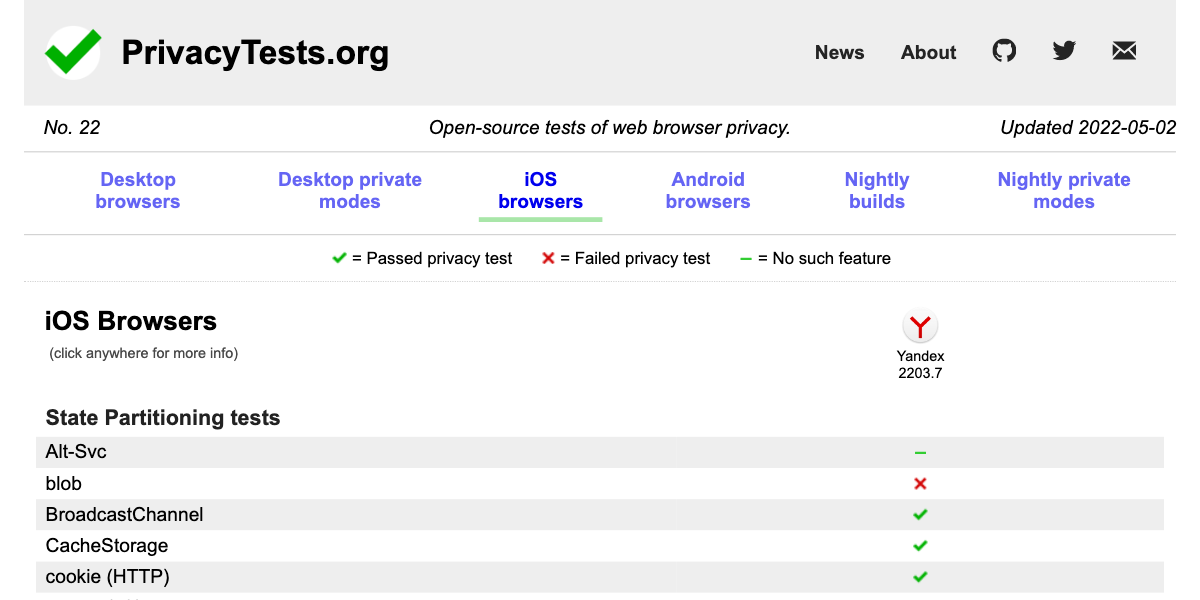 PrivacyTests.org
News About
No. 22 Open-source tests of web browser privacy. Updated 2022-05-02
Desktop browsers
Desktop private modes
iOS browsers
Android browsers
Nightly builds
Nightly private modes
= Passed privacy test = Failed privacy test = No such feature
iOS Browsers
(click anywhere for more info)
Yandex
2203.7
State Partitioning tests
Alt-Svc
blob
BroadcastChannel
CacheStorage
cookie (HTTP)